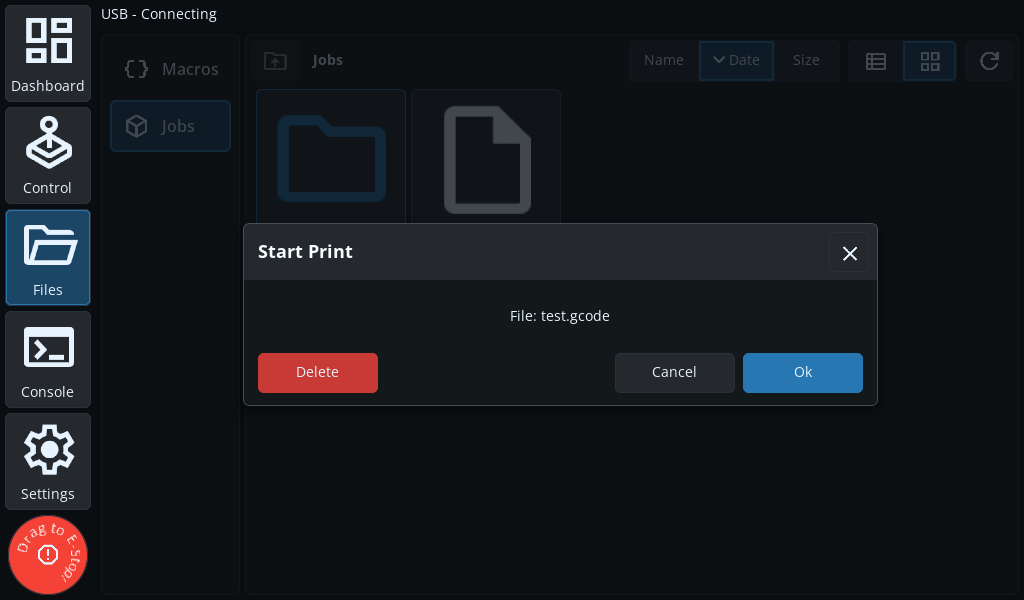 USB - Connecting
Dashboard
Control
Files
Console
Settings
Drag to E-Stop!
Macros
Jobs
Jobs
Name
Date
Size
Start Print
File: test.gcode
Delete
Cancel
Ok